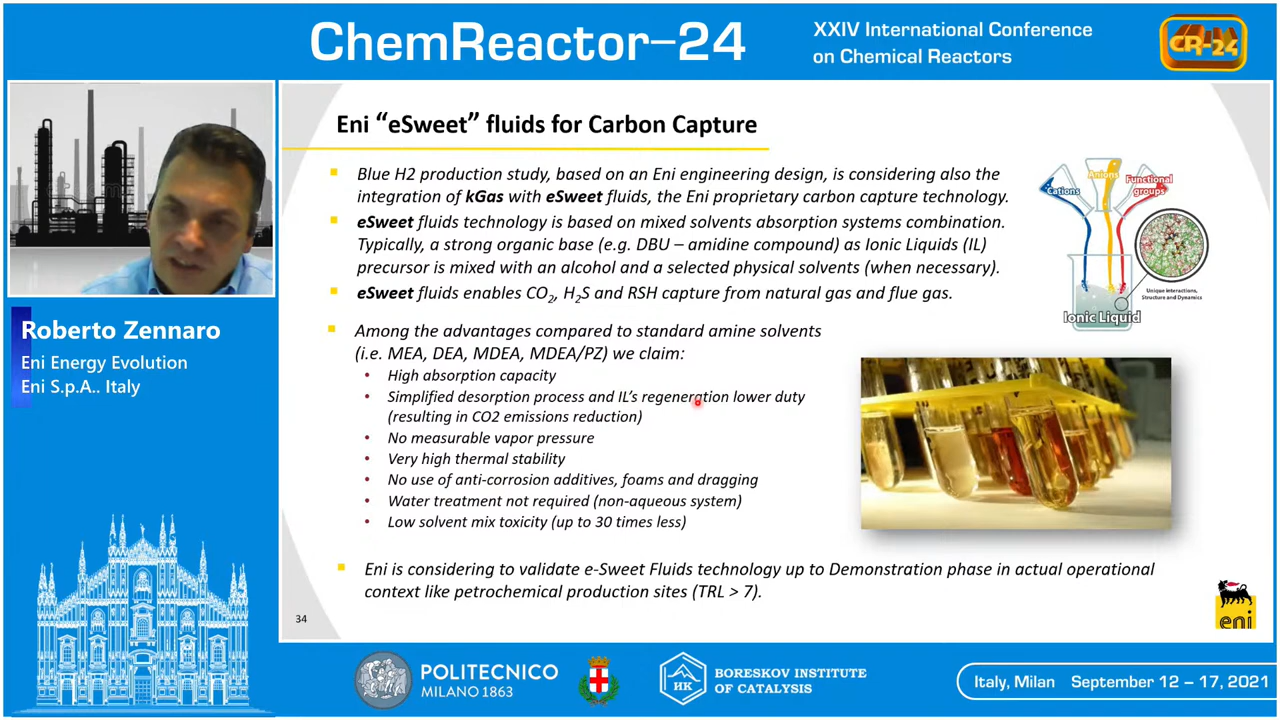 ChemReactor–24
XXIV International Conference
on Chemical Reactors
CR-24
Roberto Zennaro
Eni Energy Evolution
Eni S.p.A.. Italy
Eni “eSweet” fluids for Carbon Capture
Blue H2 production study, based on an Eni engineering design, is considering also the
integration of kGas with eSweet fluids, the Eni proprietary carbon capture technology.
eSweet fluids technology is based on mixed solvents absorption systems combination.
Typically, a strong organic base (e.g. DBU – amidine compound) as Ionic Liquids (IL)
precursor is mixed with an alcohol and a selected physical solvents (when necessary).
eSweet fluids enables CO2, H2S and RSH capture from natural gas and flue gas.
Among the advantages compared to standard amine solvents
(i.e. MEA, DEA, MDEA, MDEA/PZ) we claim:
• High absorption capacity
• Simplified desorption process and IL’s regeneration lower duty
(resulting in CO2 emissions reduction)
• No measurable vapor pressure
• Very high thermal stability
• No use of anti-corrosion additives, foams and dragging
• Water treatment not required (non-aqueous system)
• Low solvent mix toxicity (up to 30 times less)
Eni is considering to validate e-Sweet Fluids technology up to Demonstration phase in actual operational
context like petrochemical production sites (TRL > 7).
34
Cations
Anions
Functional
groups
Unique interactions,
Structure and Dynamics
Ionic Liquid
eni
POLITECNICO
MILANO 1863
HK
BORESKOV INSTITUTE
OF CATALYSIS
Italy, Milan September 12 – 17, 2021